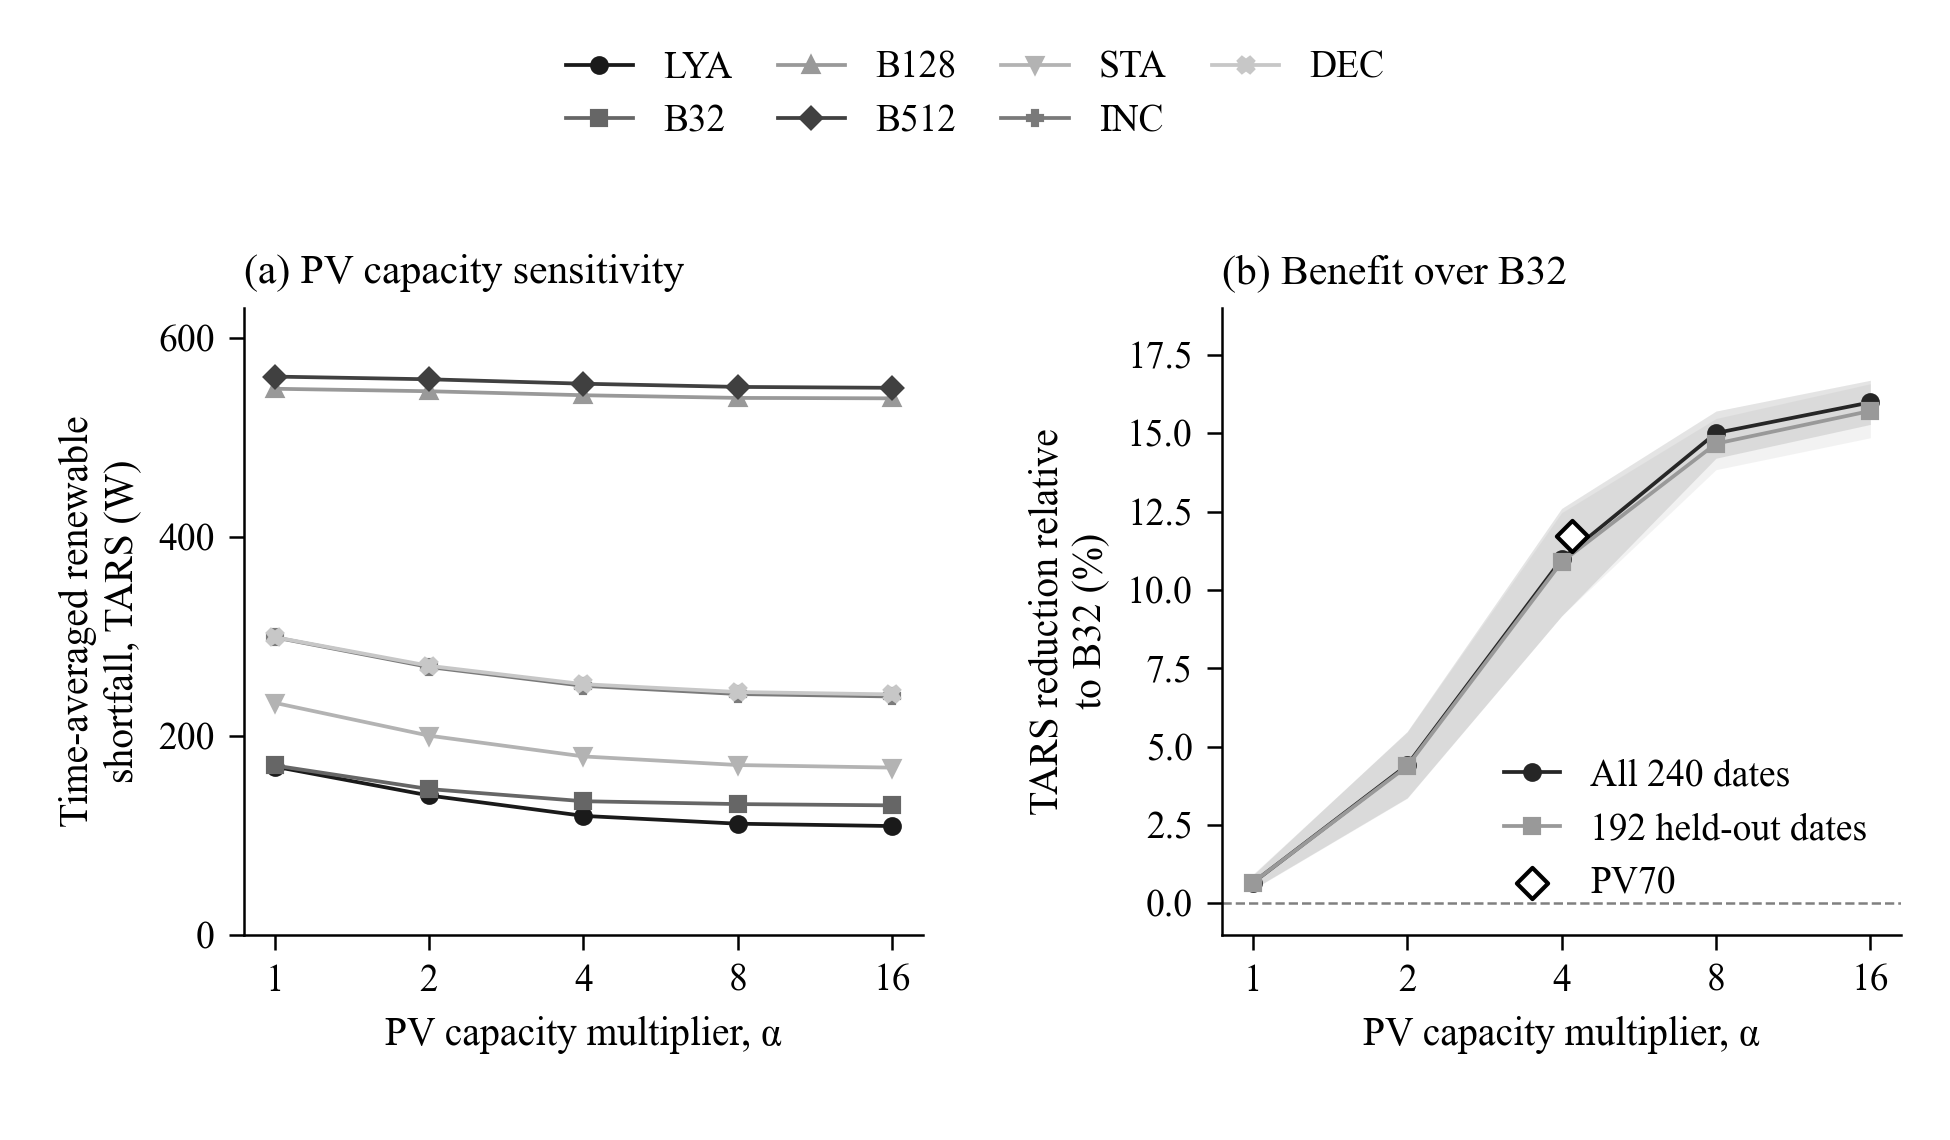 LYA B128 STA DEC
B32 B512 INC
(a) PV capacity sensitivity
Time-averaged renewable
shortfall, TARS (W)
600
400
200
0
1 2 4 8 16
PV capacity multiplier, α
(b) Benefit over B32
TARS reduction relative
to B32 (%)
17.5
15.0
12.5
10.0
7.5
5.0
2.5
0.0
All 240 dates
192 held-out dates
PV70
1 2 4 8 16
PV capacity multiplier, α